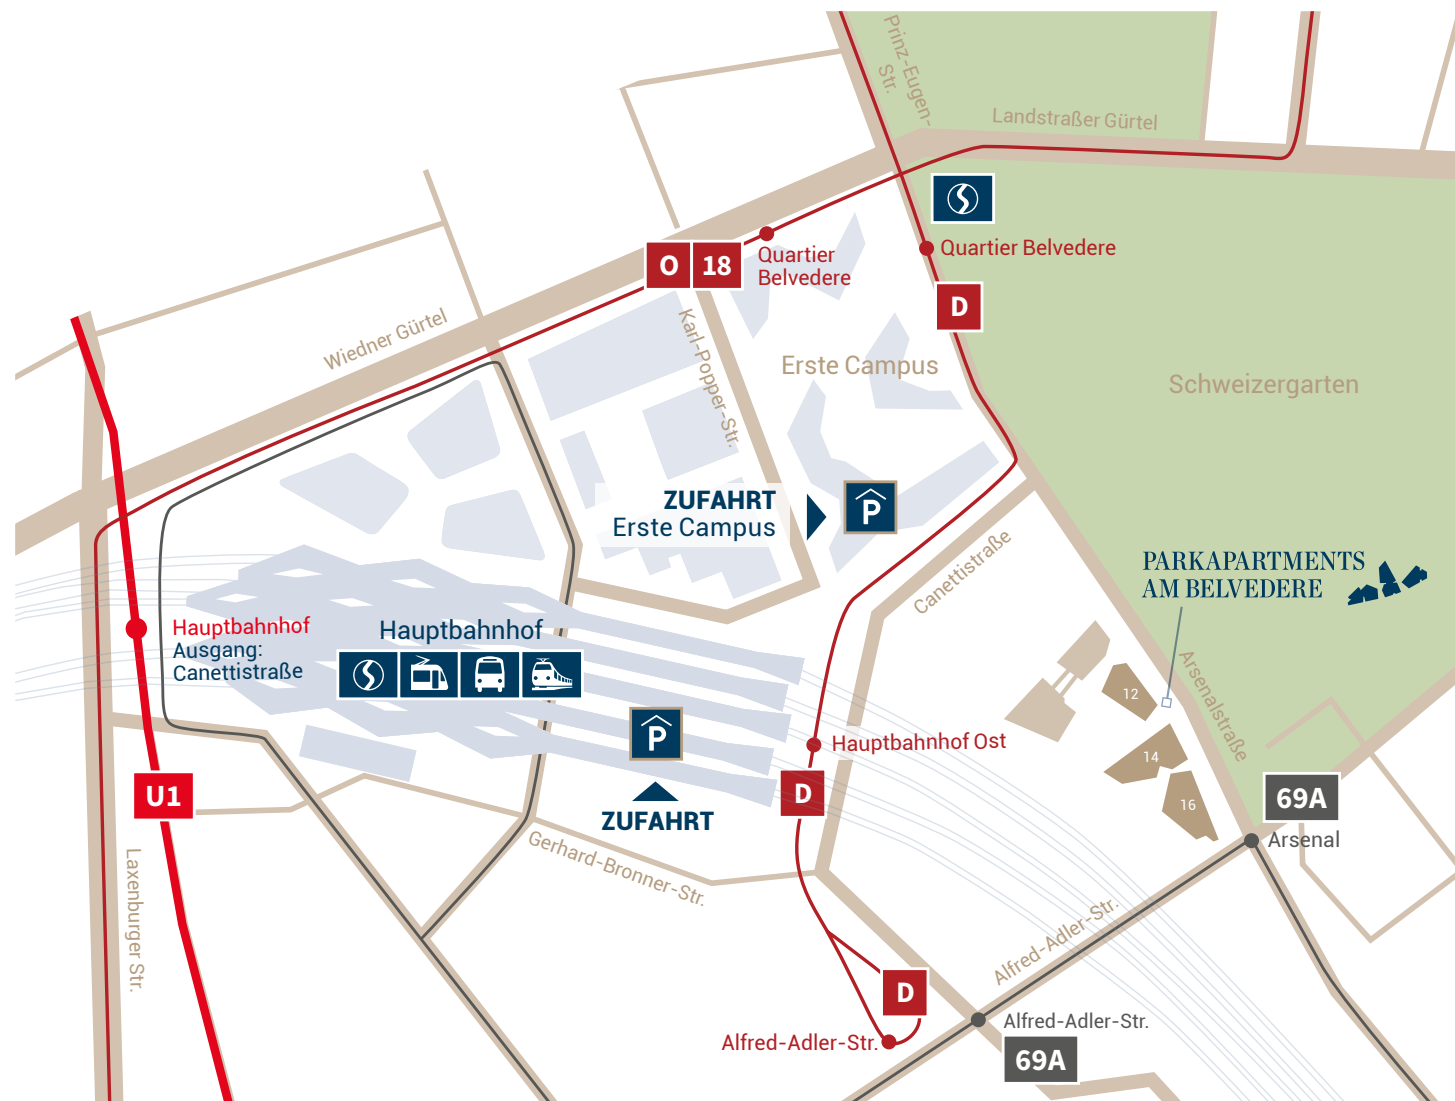 Prinz-Eugen-
Str.
Landstraßer Gürtel
Quartier Belvedere
O 18
Quartier
Belvedere
D
Wiedner Gürtel
Karl-Popper-Str.
Erste Campus
Schweizergarten
ZUFAHRT
Erste Campus
P
Canettistraße
PARKAPARTMENTS
AM BELVEDERE
Hauptbahnhof
Ausgang:
Canettistraße
Hauptbahnhof
12
14
16
Arsenalstraße
P
ZUFAHRT
Hauptbahnhof Ost
D
U1
69A
Arsenal
Gerhard-Bronner-Str.
Laxenburger Str.
Alfred-Adler-Str.
D
Alfred-Adler-Str.
Alfred-Adler-Str.
69A